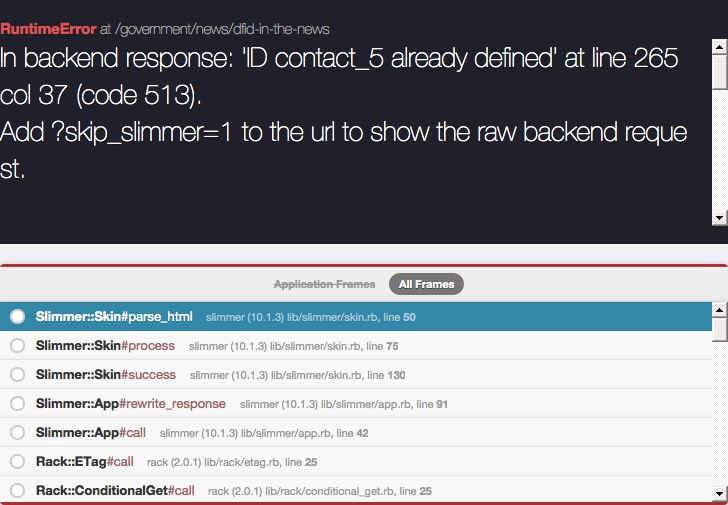 RuntimeError at /government/news/dfid-in-the-news
In backend response: 'ID contact_5 already defined' at line 265
col 37 (code 513).
Add ?skip_slimmer=1 to the url to show the raw backend reque
st.
Application Frames All Frames
Slimmer::Skin#parse_html slimmer (10.1.3) lib/slimmer/skin.rb, line 50
Slimmer::Skin#process slimmer (10.1.3) lib/slimmer/skin.rb, line 75
Slimmer::Skin#success slimmer (10.1.3) lib/slimmer/skin.rb, line 130
Slimmer::App#rewrite_response slimmer (10.1.3) lib/slimmer/app.rb, line 91
Slimmer::App#call slimmer (10.1.3) lib/slimmer/app.rb, line 42
Rack::ETag#call rack (2.0.1) lib/rack/etag.rb, line 25
Rack::ConditionalGet#call rack (2.0.1) lib/rack/conditional_get.rb, line 25